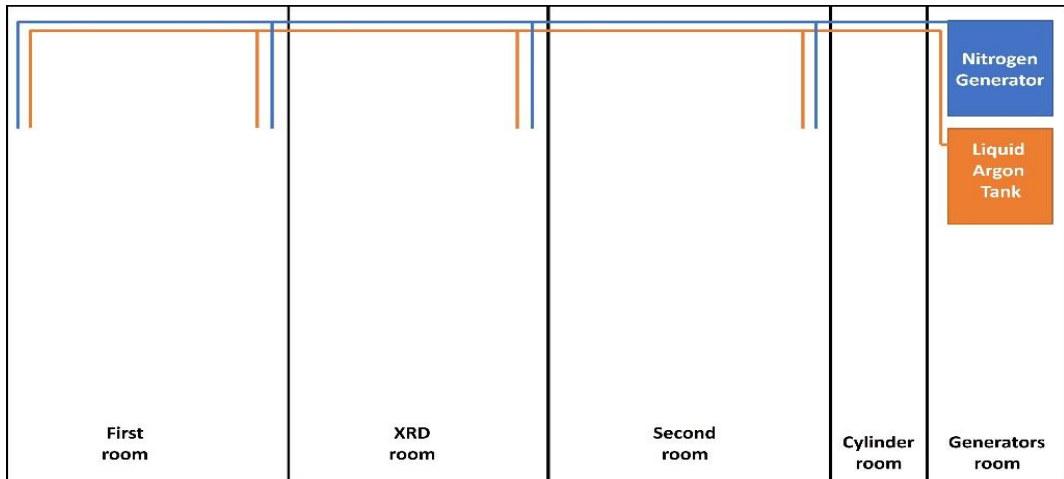 Nitrogen
Generator
Liquid
Argon
Tank
First
room
XRD
room
Second
room
Cylinder
room
Generators
room